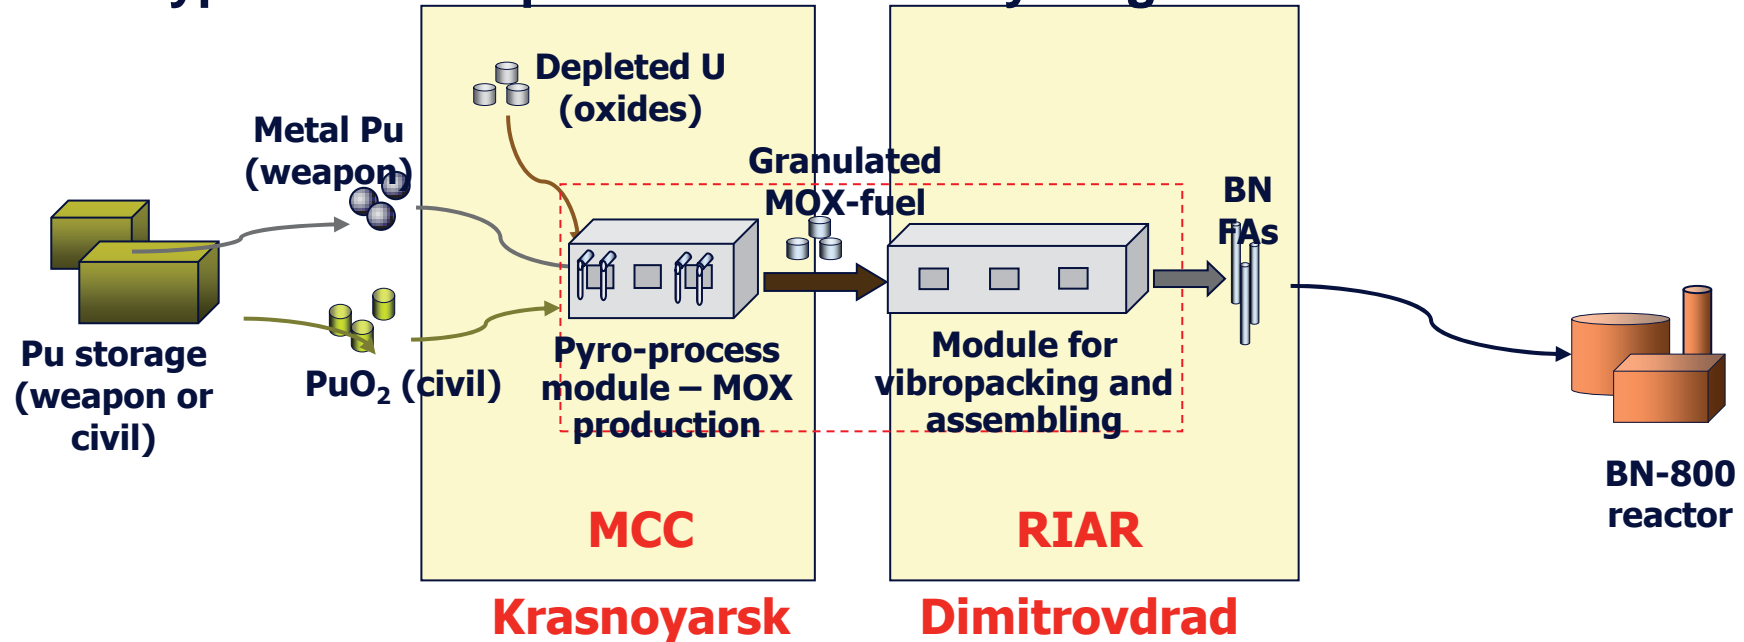 Depleted U
(oxides)
Metal Pu
(weapon)
Granulated
MOX-fuel
BN
FAs
Pu storage
(weapon or
civil)
PuO₂ (civil)
Pyro-process
module – MOX
production
Module for
vibropacking and
assembling
BN-800
reactor
MCC
RIAR
Krasnoyarsk
Dimitrovdrad